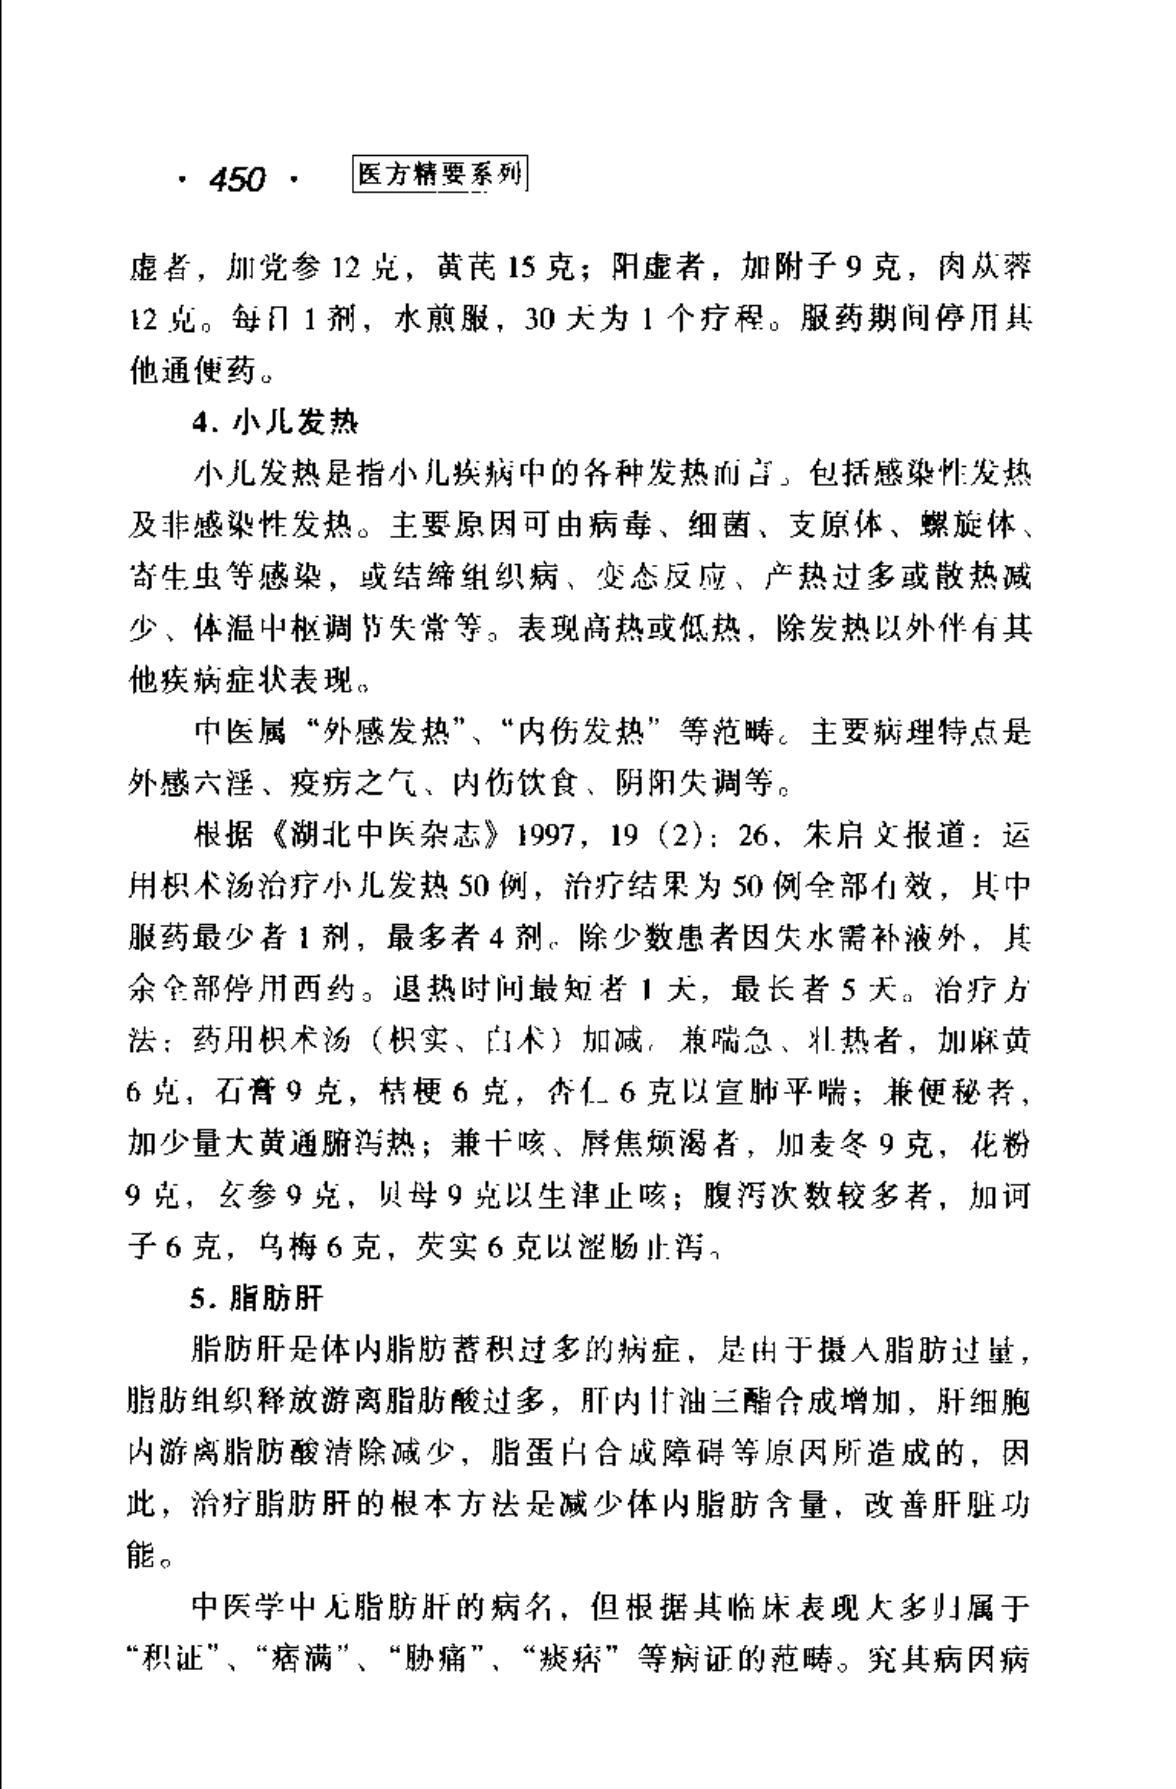 · 450 · 医方精要系列
虚者，加党参 12 克，黄芪 15 克；阳虚者，加附子 9 克，肉苁蓉
12 克。每日 1 剂，水煎服，30 天为 1 个疗程。服药期间停用其
他通便药。
4. 小儿发热
小儿发热是指小儿疾病中的各种发热而言。包括感染性发热
及非感染性发热。主要原因可由病毒、细菌、支原体、螺旋体、
寄生虫等感染，或结缔组织病、变态反应、产热过多或散热减
少、体温中枢调节失常等。表现高热或低热，除发热以外伴有其
他疾病症状表现。
中医属“外感发热”、“内伤发热”等范畴。主要病理特点是
外感六淫、疫疠之气、内伤饮食、阴阳失调等。
根据《湖北中医杂志》1997，19（2）：26，朱启文报道：运
用枳术汤治疗小儿发热 50 例，治疗结果为 50 例全部有效，其中
服药最少者 1 剂，最多者 4 剂。除少数患者因失水需补液外，其
余全部停用西药。退热时间最短者 1 天，最长者 5 天。治疗方
法：药用枳术汤（枳实、白术）加减。兼喘急、壮热者，加麻黄
6 克，石膏 9 克，桔梗 6 克，杏仁 6 克以宣肺平喘；兼便秘者，
加少量大黄通腑泻热；兼干咳、唇焦烦渴者，加麦冬 9 克，花粉
9 克，玄参 9 克，贝母 9 克以生津止咳；腹泻次数较多者，加诃
子 6 克，乌梅 6 克，芡实 6 克以涩肠止泻。
5. 脂肪肝
脂肪肝是体内脂肪蓄积过多的病症，是由于摄入脂肪过量，
脂肪组织释放游离脂肪酸过多，肝内甘油三酯合成增加，肝细胞
内游离脂肪酸清除减少，脂蛋白合成障碍等原因所造成的，因
此，治疗脂肪肝的根本方法是减少体内脂肪含量，改善肝脏功
能。
中医学中无脂肪肝的病名，但根据其临床表现大多归属于
“积证”、“痞满”、“胁痛”、“痰痞”等病证的范畴。究其病因病